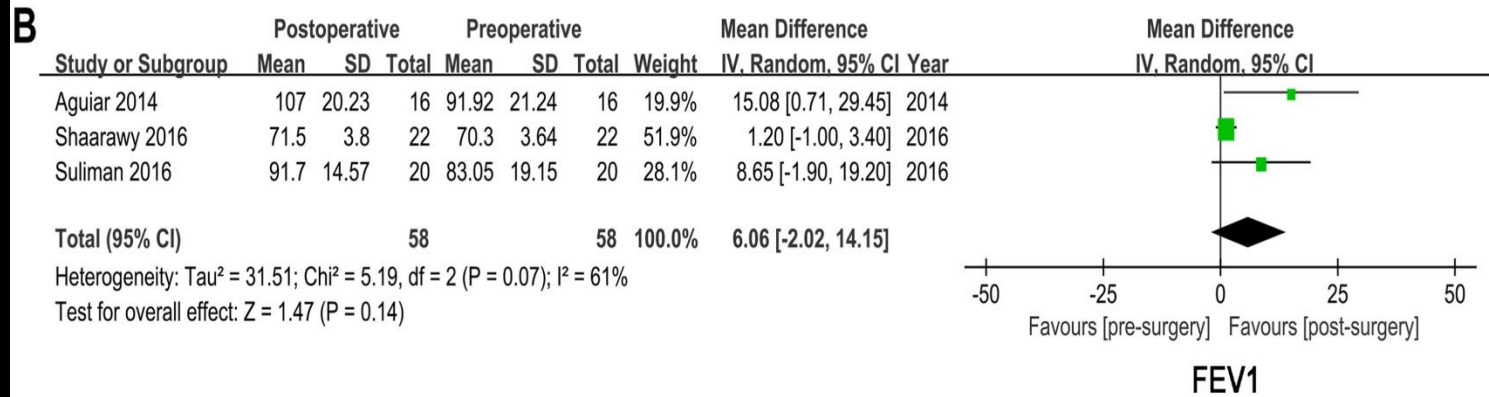 B
Postoperative Preoperative Mean Difference Mean Difference
Study or Subgroup Mean SD Total Mean SD Total Weight IV, Random, 95% CI Year IV, Random, 95% CI
Aguiar 2014 107 20.23 16 91.92 21.24 16 19.9% 15.08 [0.71, 29.45] 2014
Shaarawy 2016 71.5 3.8 22 70.3 3.64 22 51.9% 1.20 [-1.00, 3.40] 2016
Suliman 2016 91.7 14.57 20 83.05 19.15 20 28.1% 8.65 [-1.90, 19.20] 2016
Total (95% CI) 58 58 100.0% 6.06 [-2.02, 14.15]
Heterogeneity: Tau² = 31.51; Chi² = 5.19, df = 2 (P = 0.07); I² = 61%
Test for overall effect: Z = 1.47 (P = 0.14)
-50 -25 0 25 50
Favours [pre-surgery] Favours [post-surgery]
FEV1